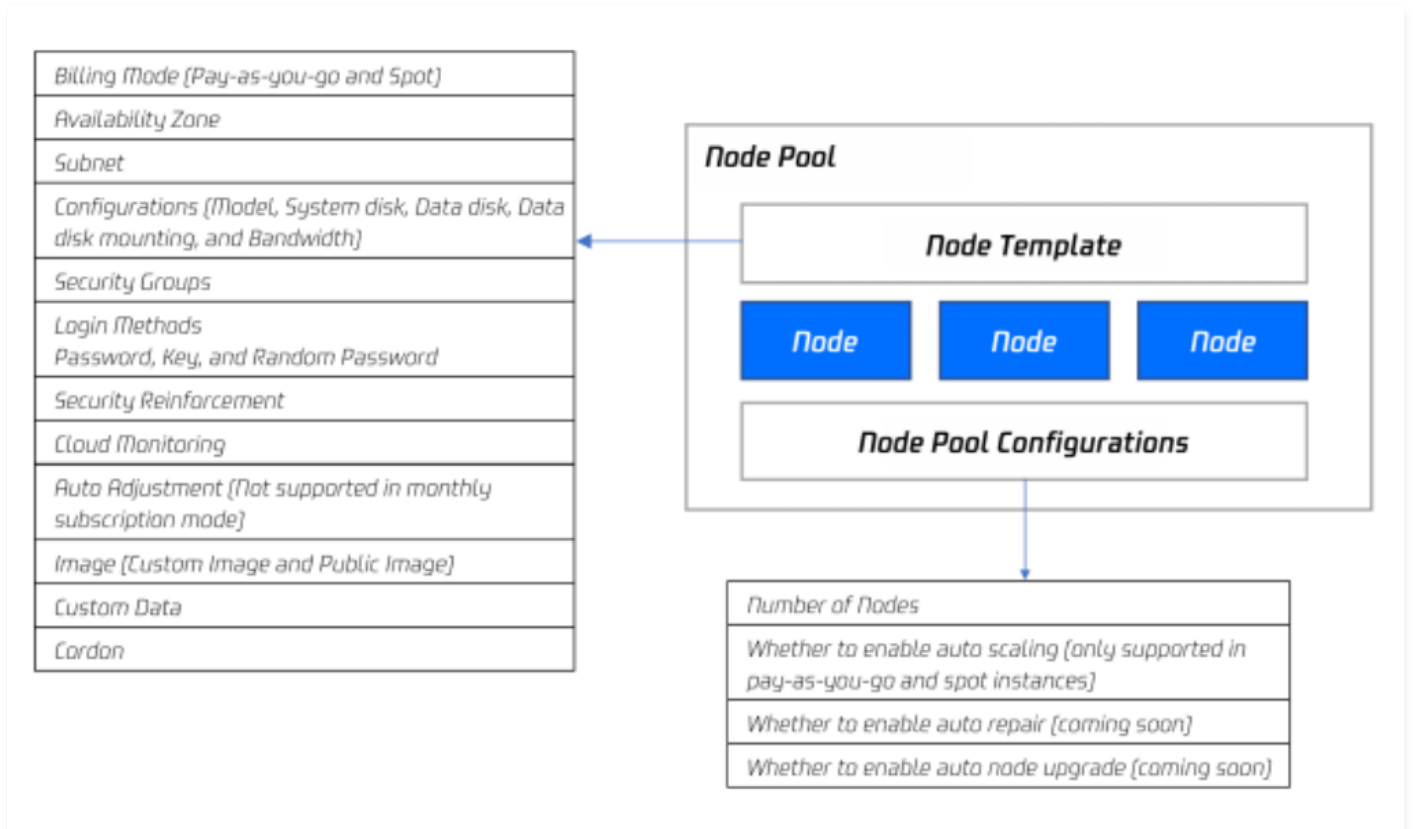 Billing Mode (Pay-as-you-go and Spot)
Availability Zone
Subnet
Configurations (Model, System disk, Data disk, Data
disk mounting, and Bandwidth)
Security Groups
Login Methods
Password, Key, and Random Password
Security Reinforcement
Cloud Monitoring
Auto Adjustment (Not supported in monthly
subscription mode)
Image (Custom Image and Public Image)
Custom Data
Cordon
Node Pool
Node Template
Node
Node
Node
Node Pool Configurations
Number of Nodes
Whether to enable auto scaling (only supported in
pay-as-you-go and spot instances)
Whether to enable auto repair (coming soon)
Whether to enable auto node upgrade (coming soon)